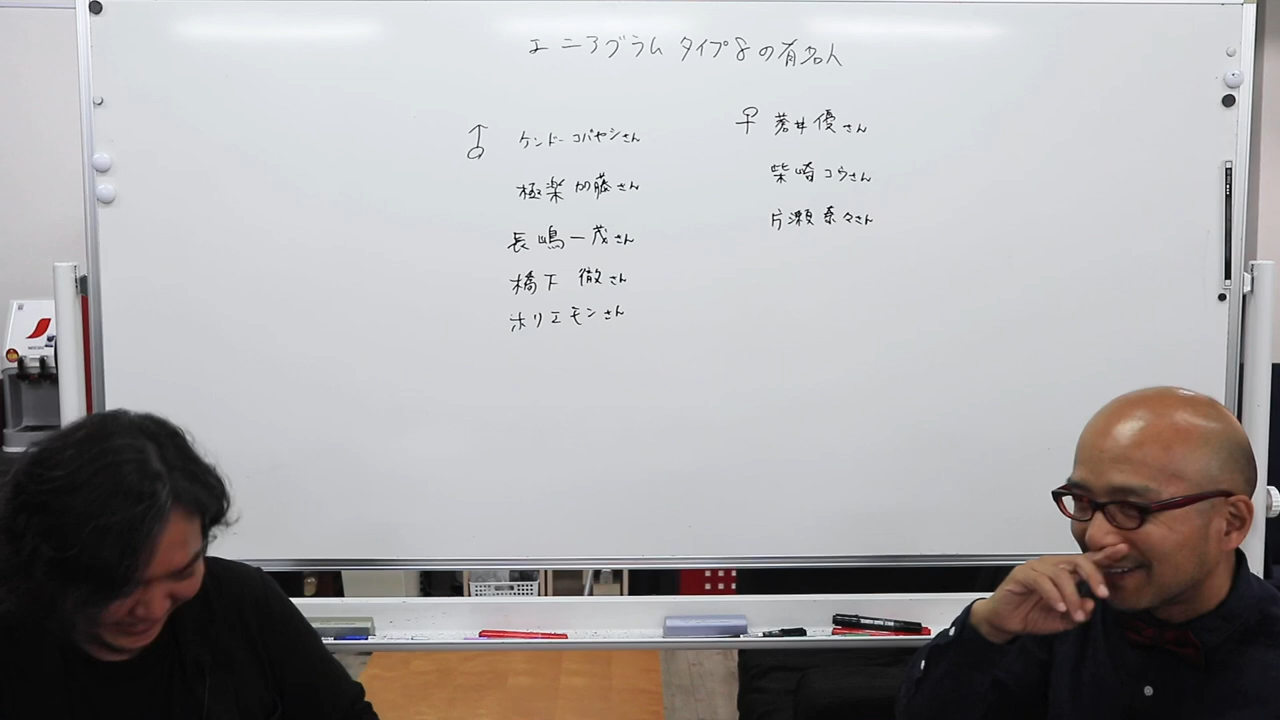 エニアグラム タイプ8の有名人
♂ ケンドーコバヤシさん
極楽 加藤さん
長嶋一茂さん
橋下 徹さん
ホリエモンさん
♀ 蒼井優さん
柴崎コウさん
片瀬奈々さん